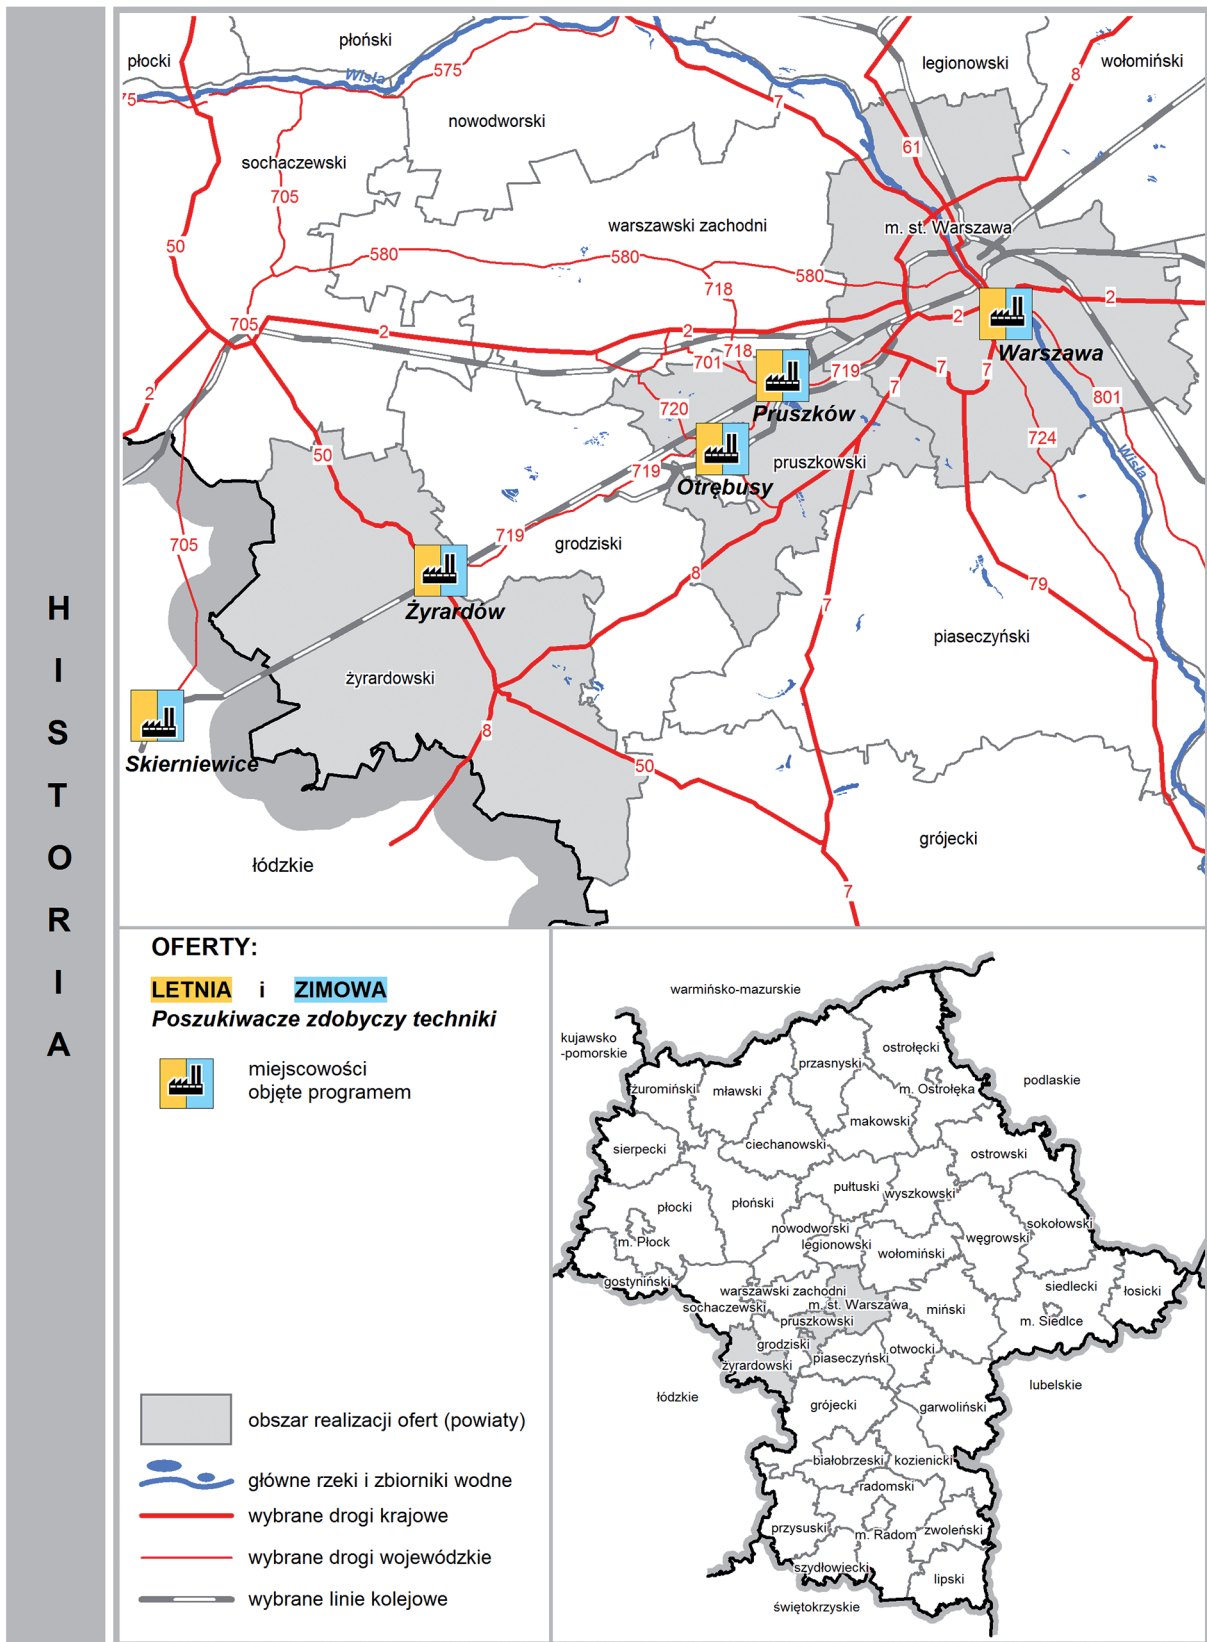 H
I
S
T
O
R
I
A
płocki
płoński
legionowski
wołomiński
Wisła
575
8
75
7
nowodworski
61
sochaczewski
705
warszawski zachodni
m. st. Warszawa
50
580
580
580
718
2
705
2
2
2
Warszawa
718
701
719
7
7
7
2
720
Pruszków
801
724
50
719
pruszkowski
Wisła
Otrębusy
719
grodziski
705
8
79
Żyrardów
7
piaseczyński
żyrardowski
8
Skierniewice
50
grójecki
łódzkie
7
OFERTY:
LETNIA i ZIMOWA
Poszukiwacze zdobyczy techniki
miejscowości
objęte programem
obszar realizacji ofert (powiaty)
główne rzeki i zbiorniki wodne
wybrane drogi krajowe
wybrane drogi wojewódzkie
wybrane linie kolejowe
warmińsko-mazurskie
kujawsko
-pomorskie
ostrołęcki
przasnyski
podlaskie
żuromiński
mławski
m. Ostrołęka
makowski
sierpecki
ciechanowski
ostrowski
pułtuski
wyszkowski
płocki
płoński
sokołowski
nowodworski
węgrowski
m. Płock
legionowski
wołomiński
gostyniński
siedlecki
łosicki
warszawski zachodni
sochaczewski
m. st. Warszawa
miński
pruszkowski
m. Siedlce
grodziski
otwocki
żyrardowski
piaseczyński
łódzkie
lubelskie
grójecki
garwoliński
białobrzeski
kozienicki
radomski
przysuski
m. Radom
zwoleński
szydłowiecki
lipski
świętokrzyskie